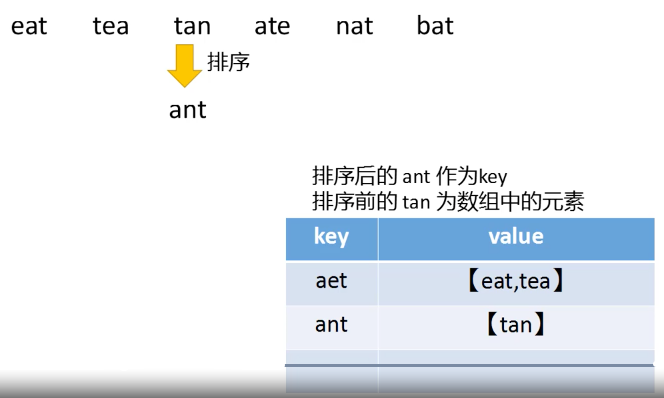 eat tea tan ate nat bat
排序
ant
排序后的 ant 作为key
排序前的 tan 为数组中的元素
key value
aet 【eat,tea】
ant 【tan】